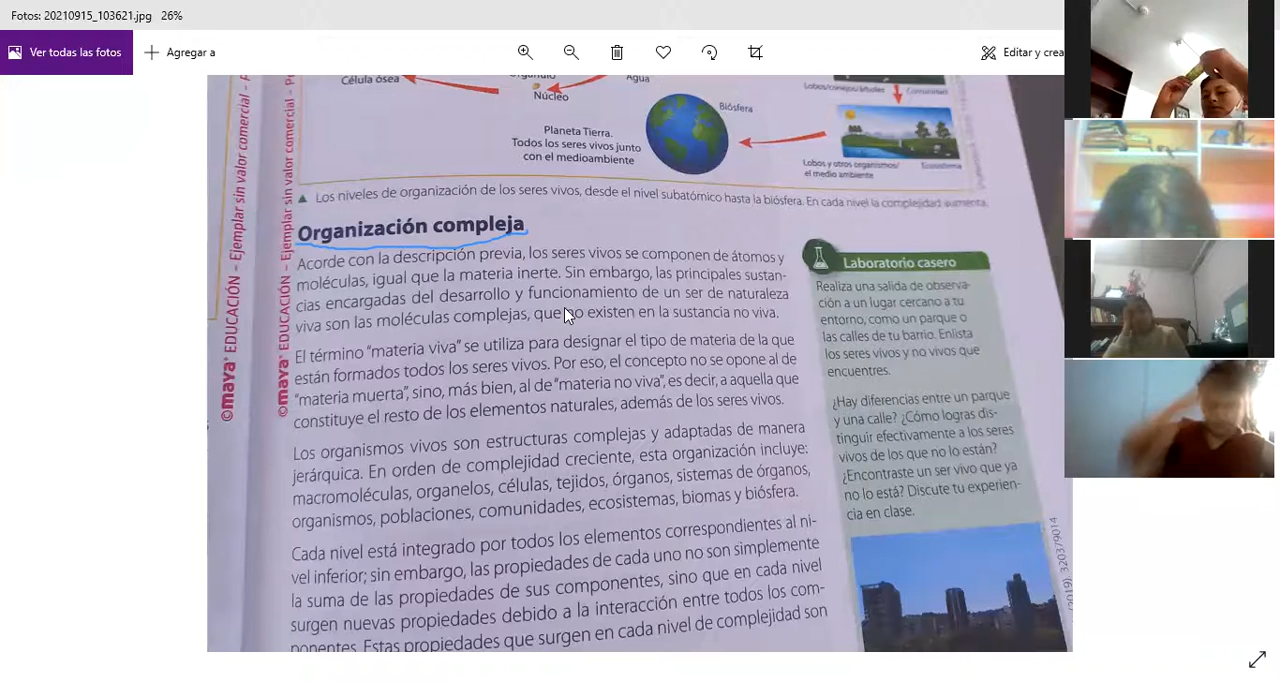 Fotos: 20210915_103621.jpg   26%
Ver todas las fotos
Agregar a
Editar y crea
Célula ósea
Núcleo
Agua
Biósfera
Planeta Tierra.
Todos los seres vivos junto
con el medioambiente
Lobos/conejos/árboles
Comunidad
Lobos y otros organismos/
el medio ambiente
Ecosistema
▲ Los niveles de organización de los seres vivos, desde el nivel subatómico hasta la biósfera. En cada nivel la complejidad aumenta.
©maya® EDUCACIÓN – Ejemplar sin valor comercial -
©maya® EDUCACIÓN – Ejemplar sin valor comercial -
Organización compleja
Acorde con la descripción previa, los seres vivos se componen de átomos y
moléculas, igual que la materia inerte. Sin embargo, las principales sustan-
cias encargadas del desarrollo y funcionamiento de un ser de naturaleza
viva son las moléculas complejas, que no existen en la sustancia no viva.
El término “materia viva” se utiliza para designar el tipo de materia de la que
están formados todos los seres vivos. Por eso, el concepto no se opone al de
“materia muerta”, sino, más bien, al de “materia no viva”, es decir, a aquella que
constituye el resto de los elementos naturales, además de los seres vivos.
Los organismos vivos son estructuras complejas y adaptadas de manera
jerárquica. En orden de complejidad creciente, esta organización incluye:
macromoléculas, organelos, células, tejidos, órganos, sistemas de órganos,
organismos, poblaciones, comunidades, ecosistemas, biomas y biósfera.
Cada nivel está integrado por todos los elementos correspondientes al ni-
vel inferior; sin embargo, las propiedades de cada uno no son simplemente
la suma de las propiedades de sus componentes, sino que en cada nivel
surgen nuevas propiedades debido a la interacción entre todos los com-
ponentes. Estas propiedades que surgen en cada nivel de complejidad son
Laboratorio casero
Realiza una salida de observa-
ción a un lugar cercano a tu
entorno, como un parque o
las calles de tu barrio. Enlista
los seres vivos y no vivos que
encuentres.
¿Hay diferencias entre un parque
y una calle? ¿Cómo logras dis-
tinguir efectivamente a los seres
vivos de los que no lo están?
¿Encontraste un ser vivo que ya
no lo está? Discute tu experien-
cia en clase.